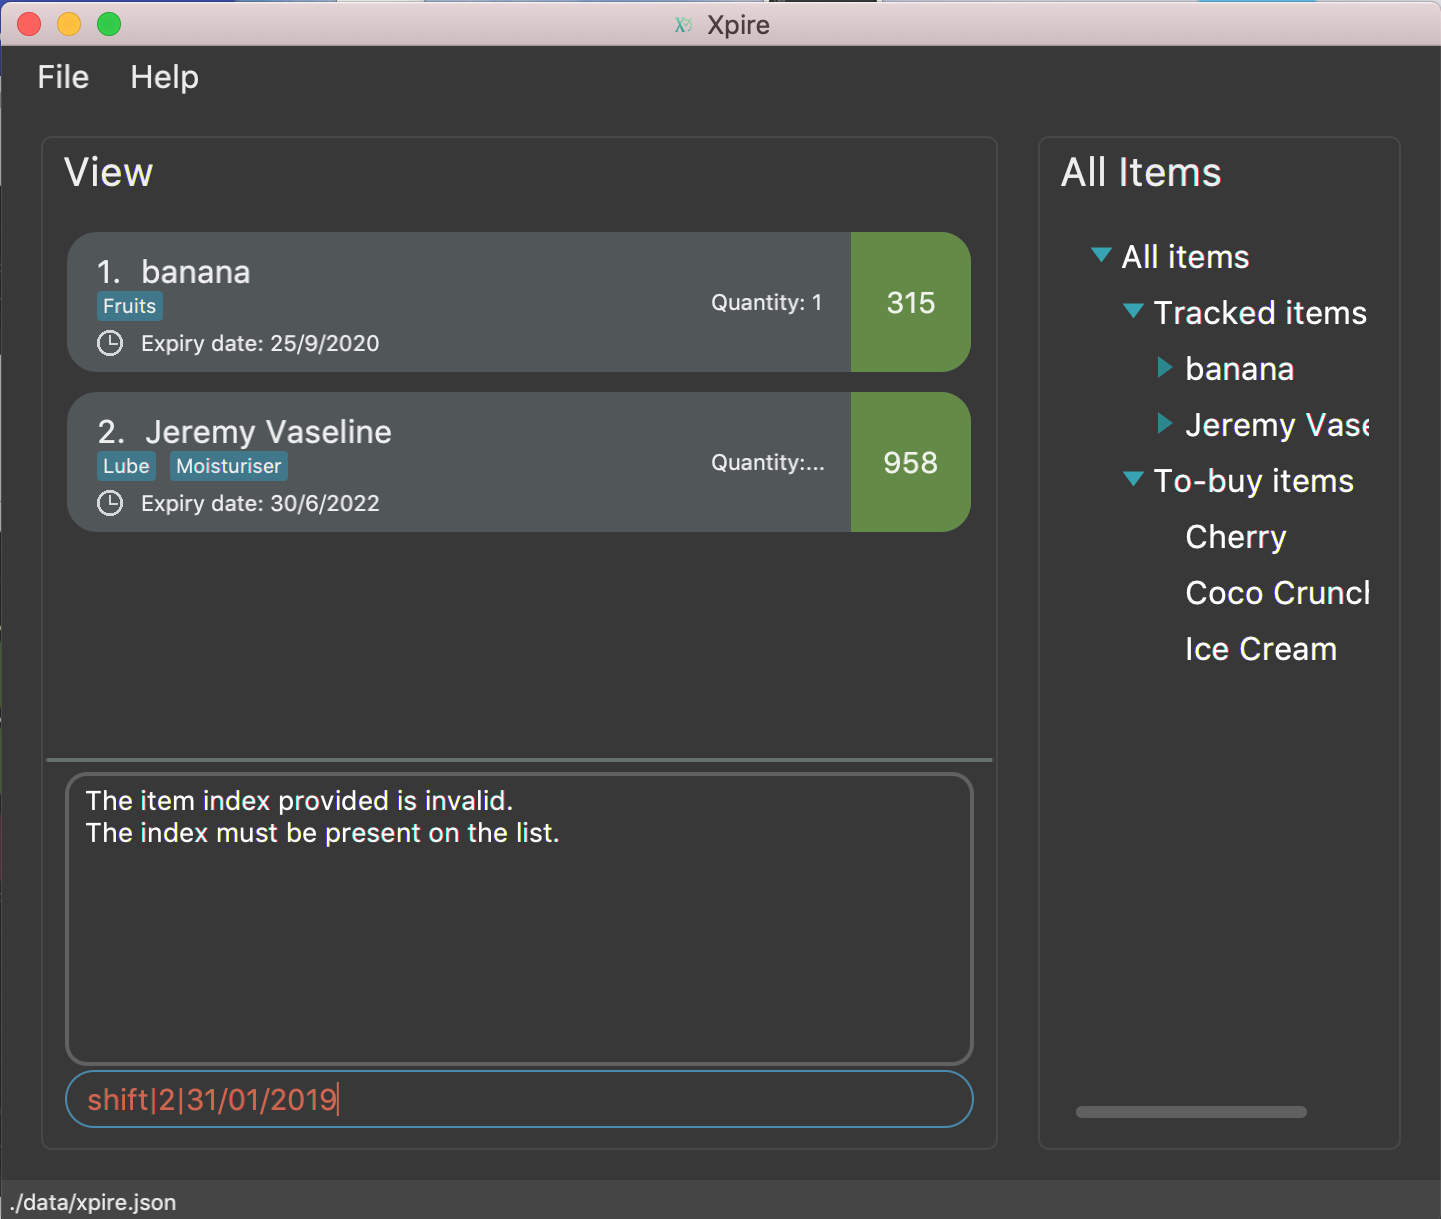 Xpire
File Help
View
1. banana
Fruits
Expiry date: 25/9/2020
Quantity: 1
315
2. Jeremy Vaseline
Lube Moisturiser
Expiry date: 30/6/2022
Quantity:...
958
The item index provided is invalid.
The index must be present on the list.
shift|2|31/01/2019
All Items
All items
Tracked items
banana
Jeremy Vase
To-buy items
Cherry
Coco Crunch
Ice Cream
./data/xpire.json